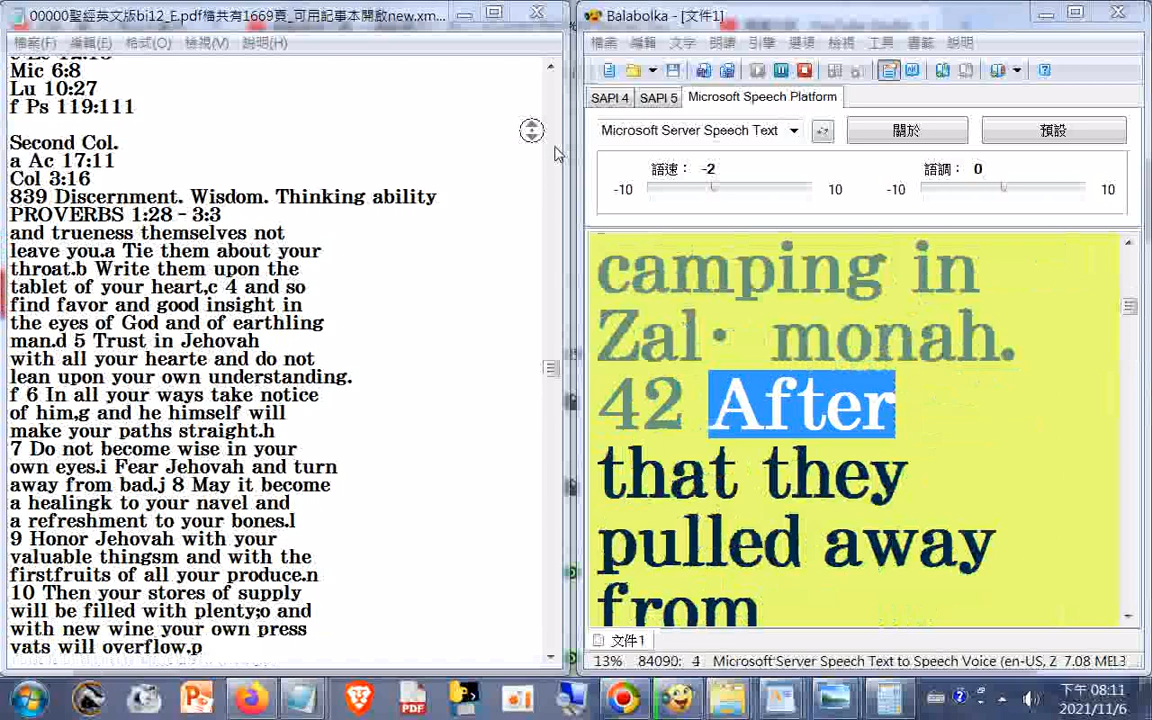 00000聖經英文版bi12_E.pdf檔共有1669頁_可用記事本開啟new.xm...
檔案(F) 編輯(E) 格式(O) 檢視(V) 說明(H)
Mic 6:8
Lu 10:27
f Ps 119:111
Second Col.
a Ac 17:11
Col 3:16
839 Discernment. Wisdom. Thinking ability
PROVERBS 1:28 - 3:3
and trueness themselves not
leave you.a Tie them about your
throat.b Write them upon the
tablet of your heart,c 4 and so
find favor and good insight in
the eyes of God and of earthling
man.d 5 Trust in Jehovah
with all your hearte and do not
lean upon your own understanding.
f 6 In all your ways take notice
of him,g and he himself will
make your paths straight.h
7 Do not become wise in your
own eyes.i Fear Jehovah and turn
away from bad.j 8 May it become
a healingk to your navel and
a refreshment to your bones.l
9 Honor Jehovah with your
valuable thingsm and with the
firstfruits of all your produce.n
10 Then your stores of supply
will be filled with plenty;o and
with new wine your own press
vats will overflow.p
Balabolka - [文件1]
檔案 編輯 文字 朗讀 引擎 選項 檢視 工具 書籤 說明
SAPI 4 SAPI 5 Microsoft Speech Platform
Microsoft Server Speech Text 關於 預設
語速: -2 語調: 0
-10 10 -10 10
camping in
Zal· monah.
42 After
that they
pulled away
from
文件1
13% 84090: 4 Microsoft Server Speech Text to Speech Voice (en-US, Z 7.08 MEL3
下午 08:11
2021/11/6